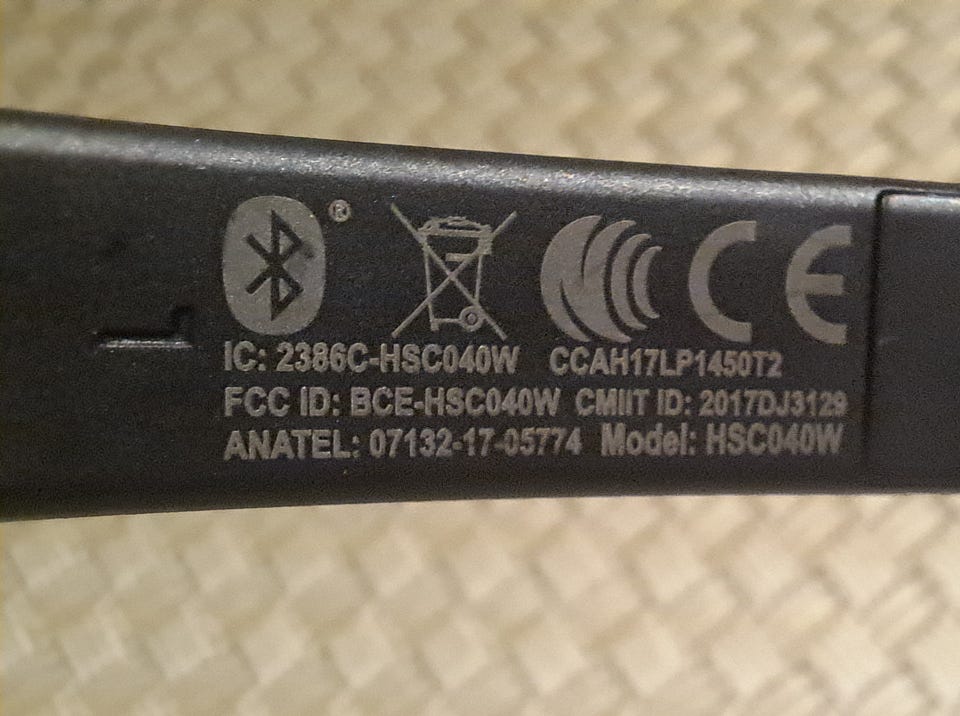 L
®
IC: 2386C-HSC040W CCAH17LP1450T2
FCC ID: BCE-HSC040W CMIIT ID: 2017DJ3129
ANATEL: 07132-17-05774 Model: HSC040W